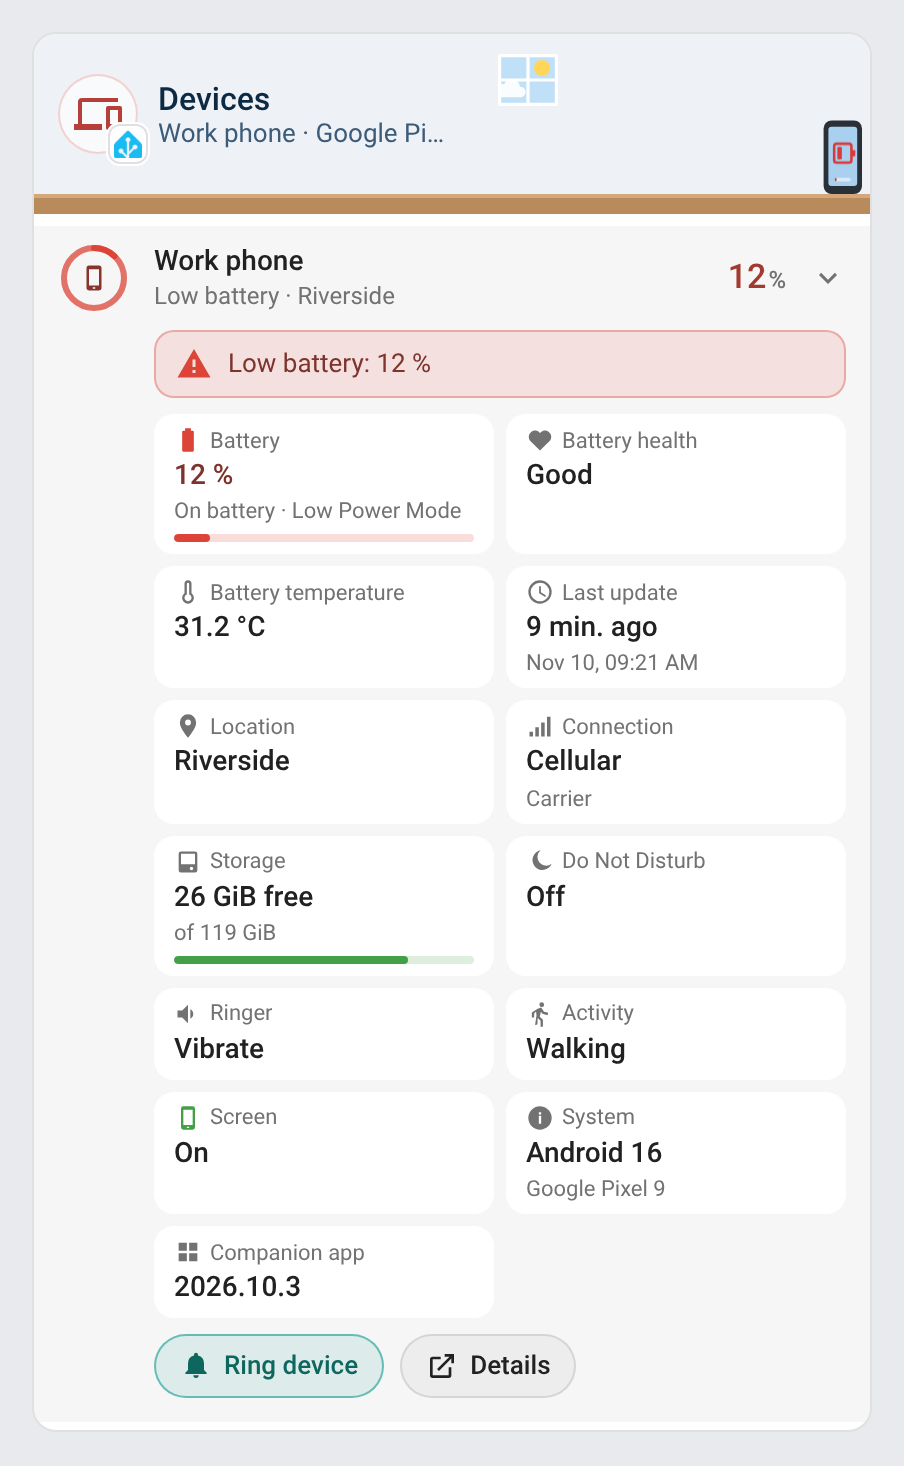 Devices
Work phone · Google Pi...
Work phone
Low battery · Riverside
12%
Low battery: 12 %
Battery
12 %
On battery · Low Power Mode
Battery health
Good
Battery temperature
31.2 °C
Last update
9 min. ago
Nov 10, 09:21 AM
Location
Riverside
Connection
Cellular
Carrier
Storage
26 GiB free
of 119 GiB
Do Not Disturb
Off
Ringer
Vibrate
Activity
Walking
Screen
On
System
Android 16
Google Pixel 9
Companion app
2026.10.3
Ring device
Details